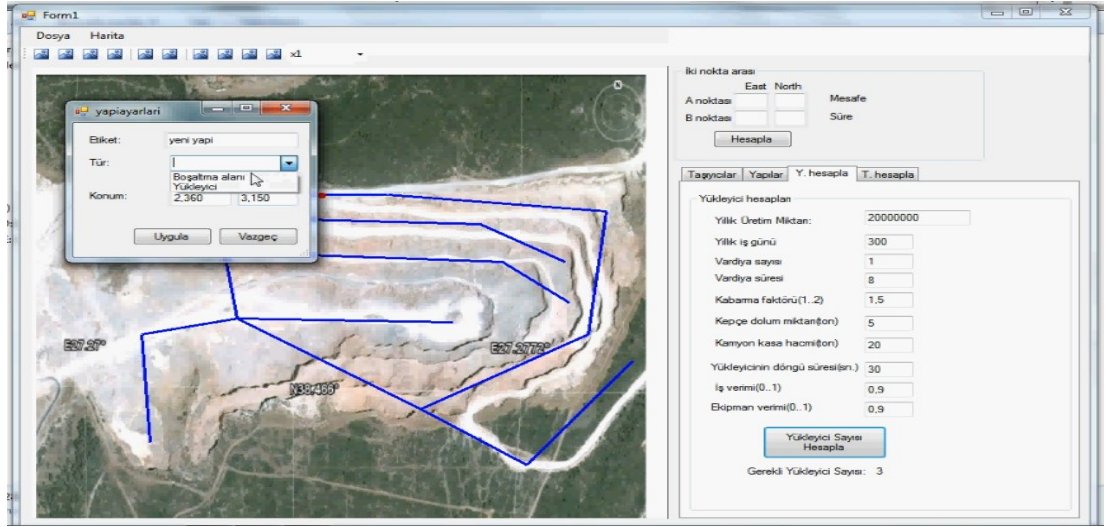 Form1
Dosya Harita
x1
yapiayarlari
Etiket: yeni yapi
Tür:
Boşaltma alanı
Yükleyici
Konum: 2,360 3,150
Uygula Vazgeç
N
E27.27°
E27.2772°
N38.466°
İki nokta arası
East North
A noktası Mesafe
B noktası Süre
Hesapla
Taşıyıcılar Yapılar Y. hesapla T. hesapla
Yükleyici hesapları
Yıllık Üretim Miktarı: 20000000
Yıllık iş günü 300
Vardiya sayısı 1
Vardiya süresi 8
Kabarma faktörü(1..2) 1,5
Kepçe dolum miktarı(ton) 5
Kamyon kasa hacmi(ton) 20
Yükleyicinin döngü süresi(sn.) 30
İş verimi(0..1) 0,9
Ekipman verimi(0..1) 0,9
Yükleyici Sayısı
Hesapla
Gerekli Yükleyici Sayısı: 3